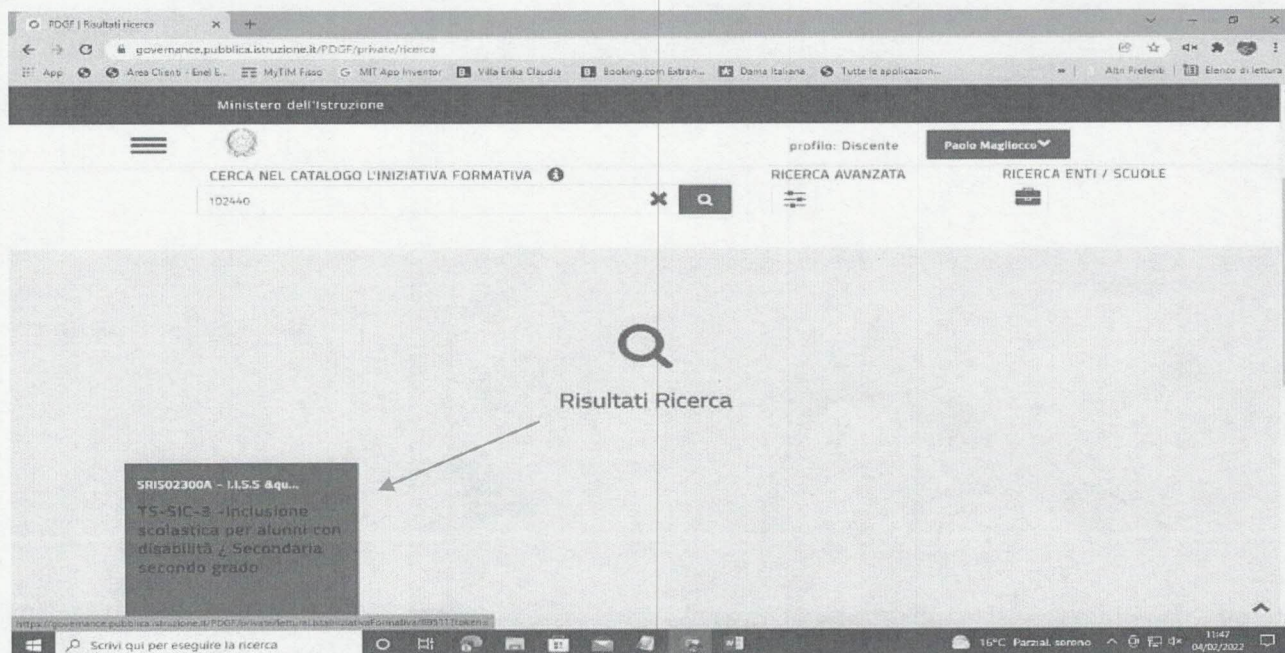 PDGF | Risultati ricerca
governance.pubblica.istruzione.it/PDGF/private/ricerca
App
Area Clienti - Enel E...
MyTIM Fisso
MIT App Inventor
Villa Erika Claudia
Booking.com Extran...
Dama Italiana
Tutte le applicazion...
»
Altri Preferiti
Elenco di lettura
Ministero dell'Istruzione
profilo: Discente
Paolo Magliocco
CERCA NEL CATALOGO L'INIZIATIVA FORMATIVA
RICERCA AVANZATA
RICERCA ENTI / SCUOLE
102440
Risultati Ricerca
SRIS02300A - I.I.S.S &qu...
TS-SIC-3 -Inclusione
scolastica per alunni con
disabilità ¿ Secondaria
secondo grado
Scrivi qui per eseguire la ricerca
16°C Parzial. sereno
11:47
04/02/2022